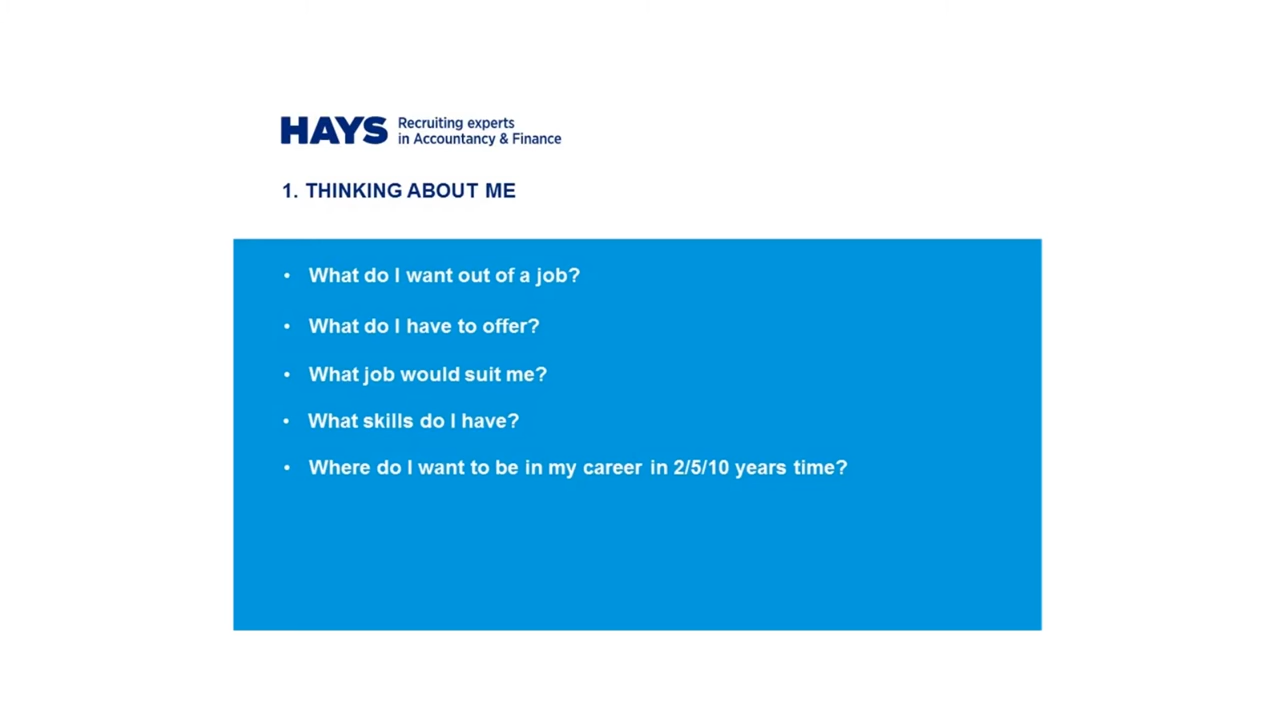 HAYS Recruiting experts
in Accountancy & Finance
1. THINKING ABOUT ME
• What do I want out of a job?
• What do I have to offer?
• What job would suit me?
• What skills do I have?
• Where do I want to be in my career in 2/5/10 years time?